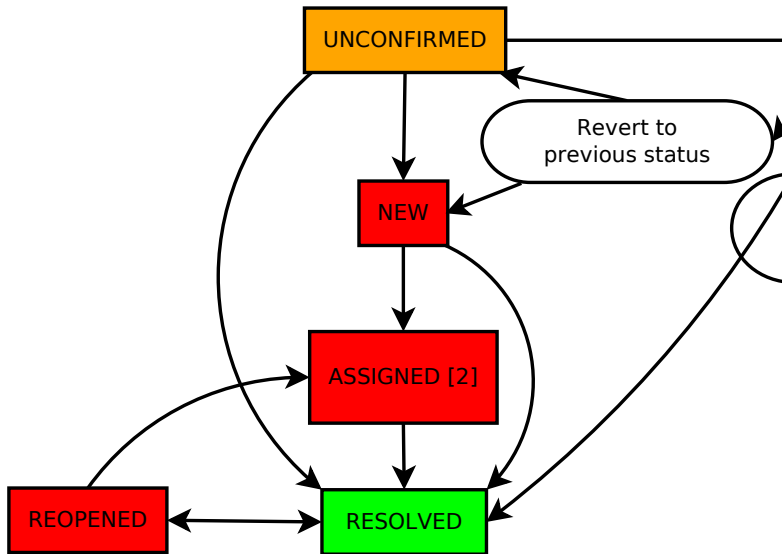 UNCONFIRMED
Revert to
previous status
NEW
ASSIGNED [2]
REOPENED
RESOLVED